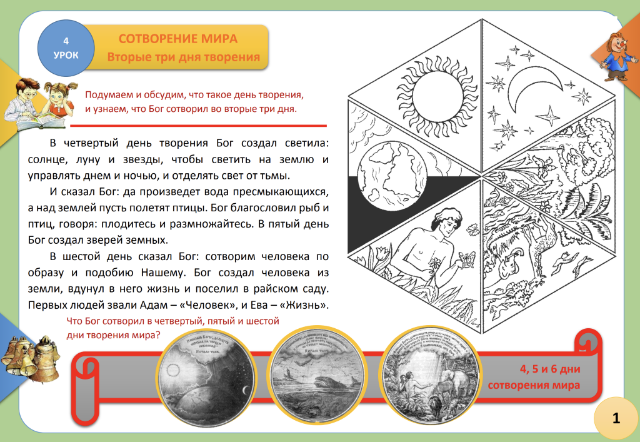 4
УРОК
СОТВОРЕНИЕ МИРА
Вторые три дня творения
Подумаем и обсудим, что такое день творения,
и узнаем, что Бог сотворил во вторые три дня.
В четвертый день творения Бог создал светила:
солнце, луну и звезды, чтобы светить на землю и
управлять днем и ночью, и отделять свет от тьмы.
И сказал Бог: да произведет вода пресмыкающихся,
а над землей пусть полетят птицы. Бог благословил рыб и
птиц, говоря: плодитесь и размножайтесь. В пятый день
Бог создал зверей земных.
В шестой день сказал Бог: сотворим человека по
образу и подобию Нашему. Бог создал человека из
земли, вдунул в него жизнь и поселил в райском саду.
Первых людей звали Адам – «Человек», и Ева – «Жизнь».
Что Бог сотворил в четвертый, пятый и шестой
дни творения мира?
4, 5 и 6 дни
сотворения мира
1